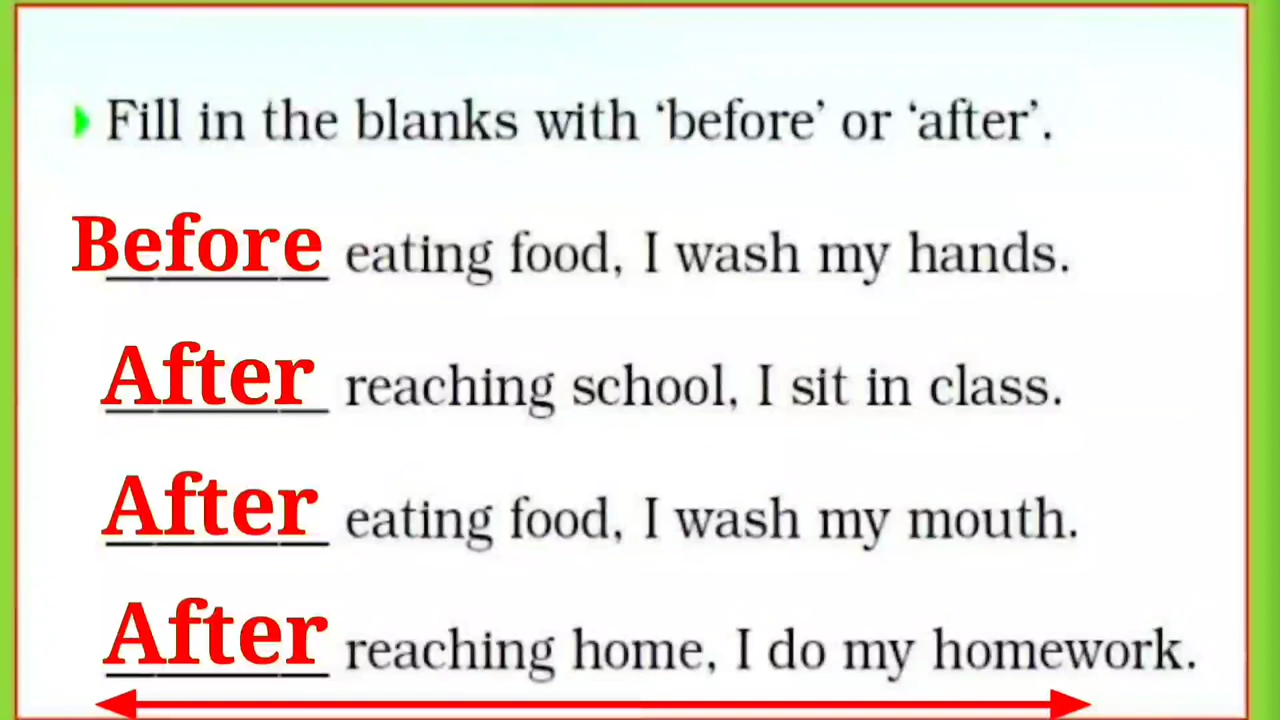 Fill in the blanks with ‘before’ or ‘after’.
Before eating food, I wash my hands.
After reaching school, I sit in class.
After eating food, I wash my mouth.
After reaching home, I do my homework.